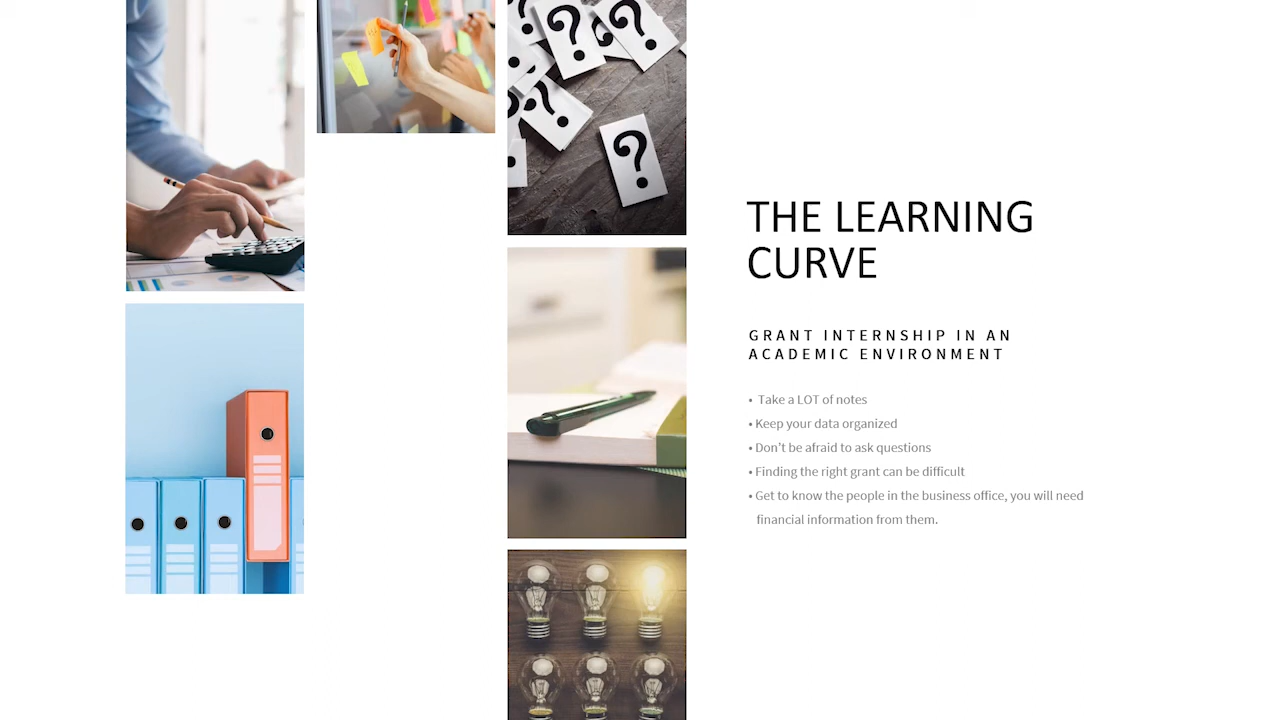 THE LEARNING
CURVE
GRANT INTERNSHIP IN AN
ACADEMIC ENVIRONMENT
• Take a LOT of notes
• Keep your data organized
• Don't be afraid to ask questions
• Finding the right grant can be difficult
• Get to know the people in the business office, you will need
financial information from them.